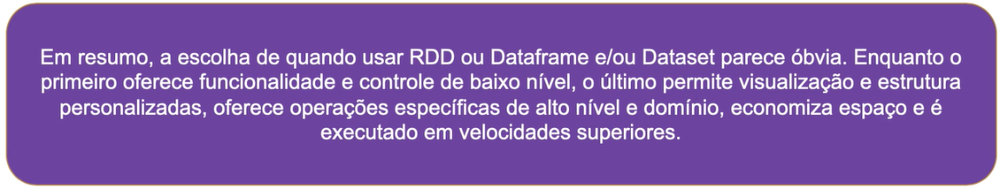 Em resumo, a escolha de quando usar RDD ou Dataframe e/ou Dataset parece óbvia. Enquanto o
primeiro oferece funcionalidade e controle de baixo nível, o último permite visualização e estrutura
personalizadas, oferece operações específicas de alto nível e domínio, economiza espaço e é
executado em velocidades superiores.